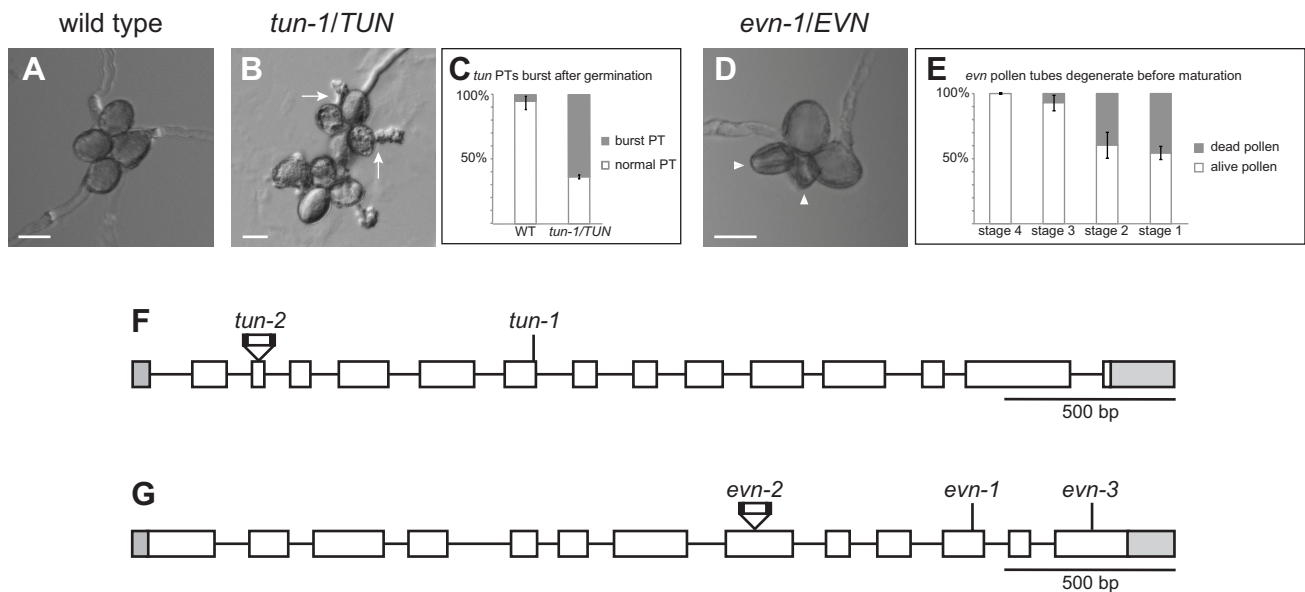 wild type
tun-1/TUN
evn-1/EVN
A
B
C
tun PTs burst after germination
100%
50%
burst PT
normal PT
WT
tun-1/TUN
D
E
evn pollen tubes degenerate before maturation
100%
50%
dead pollen
alive pollen
stage 4
stage 3
stage 2
stage 1
F
tun-2
tun-1
500 bp
G
evn-2
evn-1
evn-3
500 bp